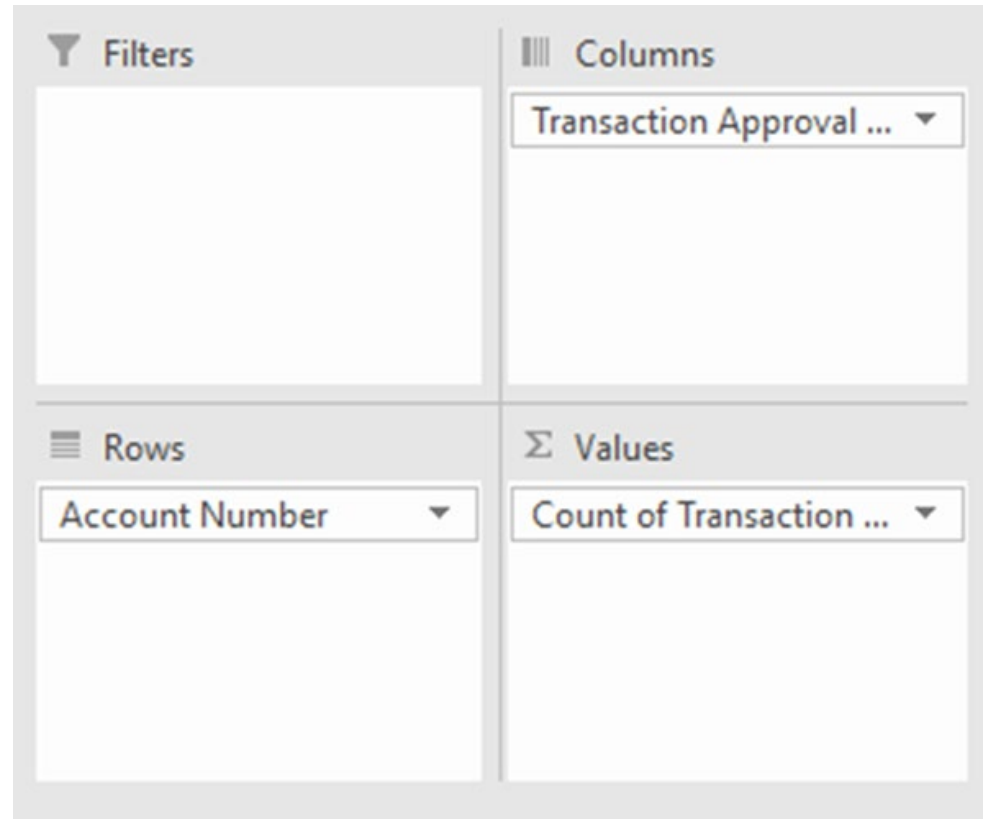 Filters
Columns
Transaction Approval ...
Rows
Σ Values
Account Number
Count of Transaction ...